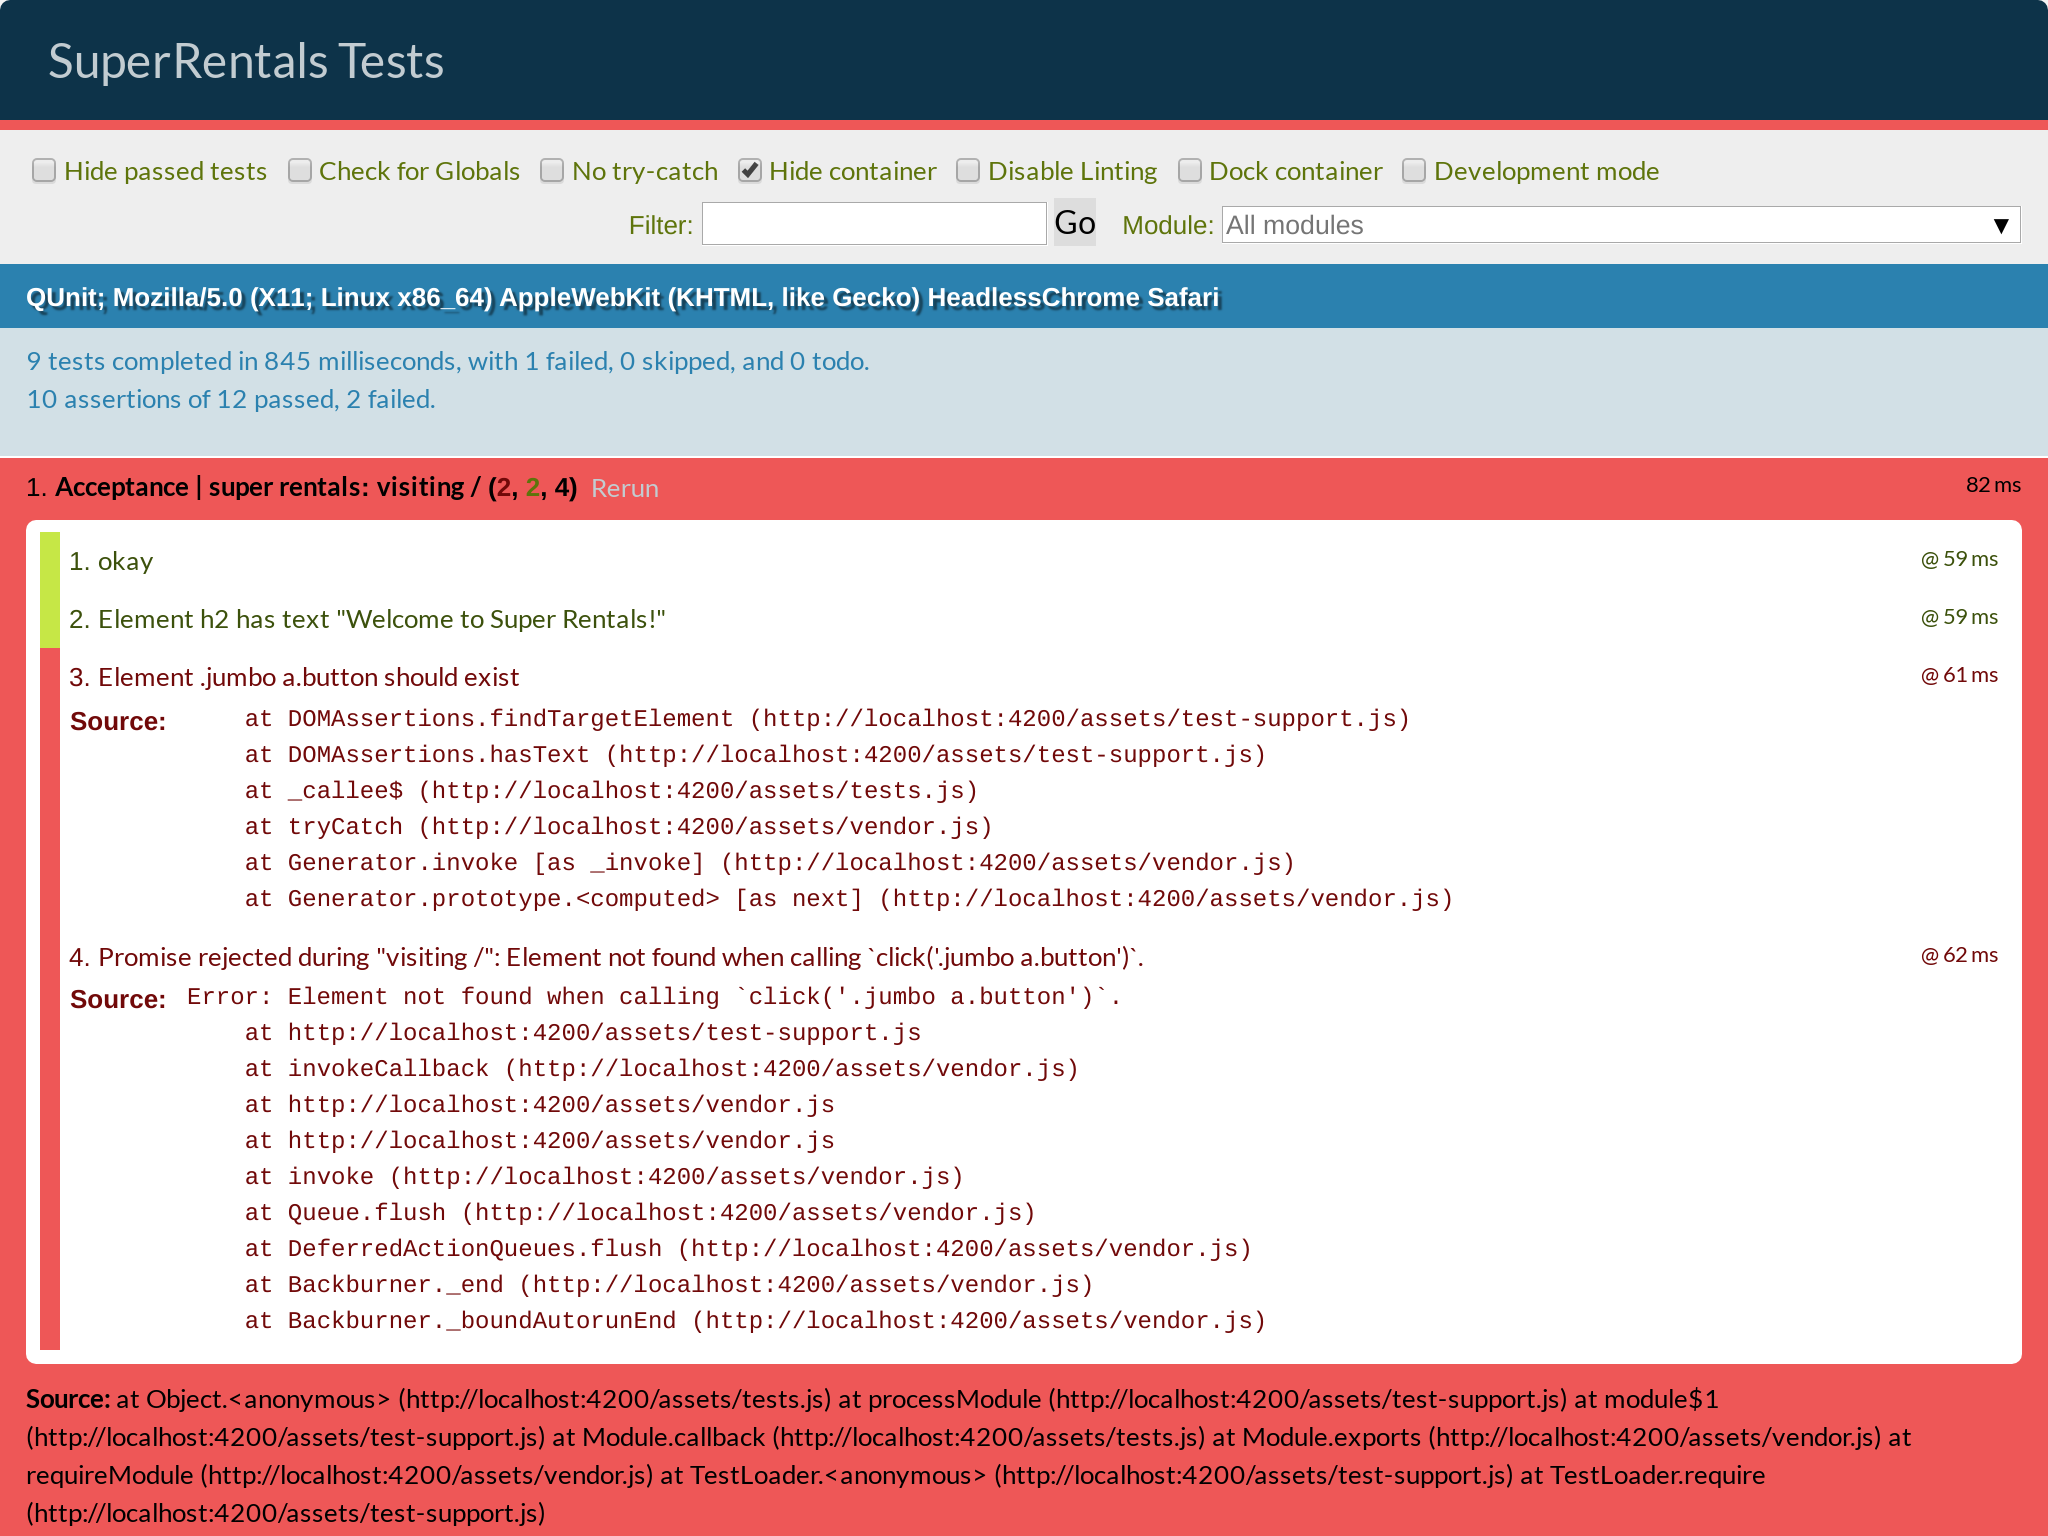 SuperRentals Tests
Hide passed tests Check for Globals No try-catch Hide container Disable Linting Dock container Development mode
Filter: Go Module: All modules ▼
QUnit; Mozilla/5.0 (X11; Linux x86_64) AppleWebKit (KHTML, like Gecko) HeadlessChrome Safari
9 tests completed in 845 milliseconds, with 1 failed, 0 skipped, and 0 todo.
10 assertions of 12 passed, 2 failed.
1. Acceptance | super rentals: visiting / (2, 2, 4) Rerun 82 ms
1. okay @ 59 ms
2. Element h2 has text "Welcome to Super Rentals!" @ 59 ms
3. Element .jumbo a.button should exist @ 61 ms
Source: at DOMAssertions.findTargetElement (http://localhost:4200/assets/test-support.js)
at DOMAssertions.hasText (http://localhost:4200/assets/test-support.js)
at _callee$ (http://localhost:4200/assets/tests.js)
at tryCatch (http://localhost:4200/assets/vendor.js)
at Generator.invoke [as _invoke] (http://localhost:4200/assets/vendor.js)
at Generator.prototype.<computed> [as next] (http://localhost:4200/assets/vendor.js)
4. Promise rejected during "visiting /": Element not found when calling `click('.jumbo a.button')`. @ 62 ms
Source: Error: Element not found when calling `click('.jumbo a.button')`.
at http://localhost:4200/assets/test-support.js
at invokeCallback (http://localhost:4200/assets/vendor.js)
at http://localhost:4200/assets/vendor.js
at http://localhost:4200/assets/vendor.js
at invoke (http://localhost:4200/assets/vendor.js)
at Queue.flush (http://localhost:4200/assets/vendor.js)
at DeferredActionQueues.flush (http://localhost:4200/assets/vendor.js)
at Backburner._end (http://localhost:4200/assets/vendor.js)
at Backburner._boundAutorunEnd (http://localhost:4200/assets/vendor.js)
Source: at Object.<anonymous> (http://localhost:4200/assets/tests.js) at processModule (http://localhost:4200/assets/test-support.js) at module$1
(http://localhost:4200/assets/test-support.js) at Module.callback (http://localhost:4200/assets/tests.js) at Module.exports (http://localhost:4200/assets/vendor.js) at
requireModule (http://localhost:4200/assets/vendor.js) at TestLoader.<anonymous> (http://localhost:4200/assets/test-support.js) at TestLoader.require
(http://localhost:4200/assets/test-support.js)